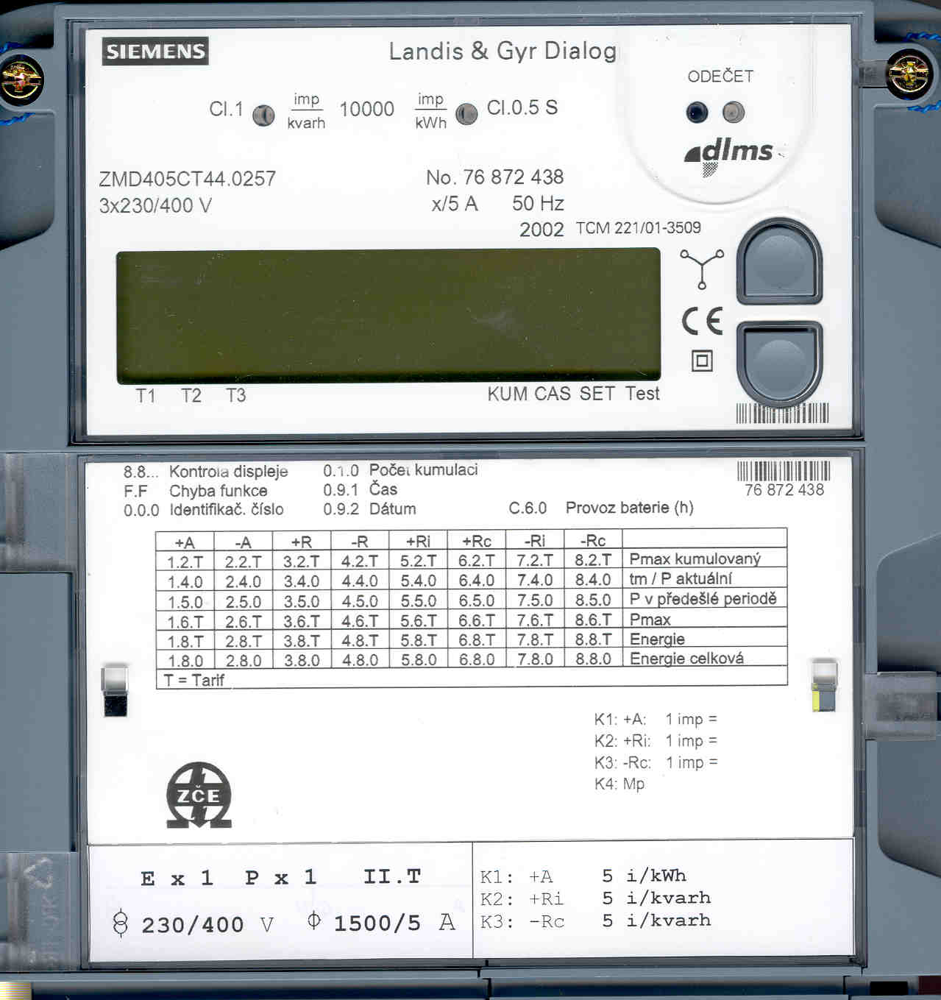 SIEMENS
Landis & Gyr Dialog
ODEČET
Cl.1 imp/kvarh 10000 imp/kWh Cl.0.5 S
dlms
ZMD405CT44.0257 No. 76 872 438
3x230/400 V x/5 A 50 Hz
2002 TCM 221/01-3509
CE
T1 T2 T3 KUM CAS SET Test
8.8... Kontrola displeje 0.1.0 Počet kumulaci
F.F Chyba funkce 0.9.1 Čas
76 872 438
0.0.0 Identifikač. číslo 0.9.2 Dátum C.6.0 Provoz baterie (h)
+A -A +R -R +Ri +Rc -Ri -Rc
1.2.T 2.2.T 3.2.T 4.2.T 5.2.T 6.2.T 7.2.T 8.2.T Pmax kumulovaný
1.4.0 2.4.0 3.4.0 4.4.0 5.4.0 6.4.0 7.4.0 8.4.0 tm / P aktuální
1.5.0 2.5.0 3.5.0 4.5.0 5.5.0 6.5.0 7.5.0 8.5.0 P v předešlé periodě
1.6.T 2.6.T 3.6.T 4.6.T 5.6.T 6.6.T 7.6.T 8.6.T Pmax
1.8.T 2.8.T 3.8.T 4.8.T 5.8.T 6.8.T 7.8.T 8.8.T Energie
1.8.0 2.8.0 3.8.0 4.8.0 5.8.0 6.8.0 7.8.0 8.8.0 Energie celková
T = Tarif
K1: +A: 1 imp =
K2: +Ri: 1 imp =
K3: -Rc: 1 imp =
K4: Mp
ZČE
E x 1 P x 1 II.T
230/400 V 1500/5 A
K1: +A 5 i/kWh
K2: +Ri 5 i/kvarh
K3: -Rc 5 i/kvarh